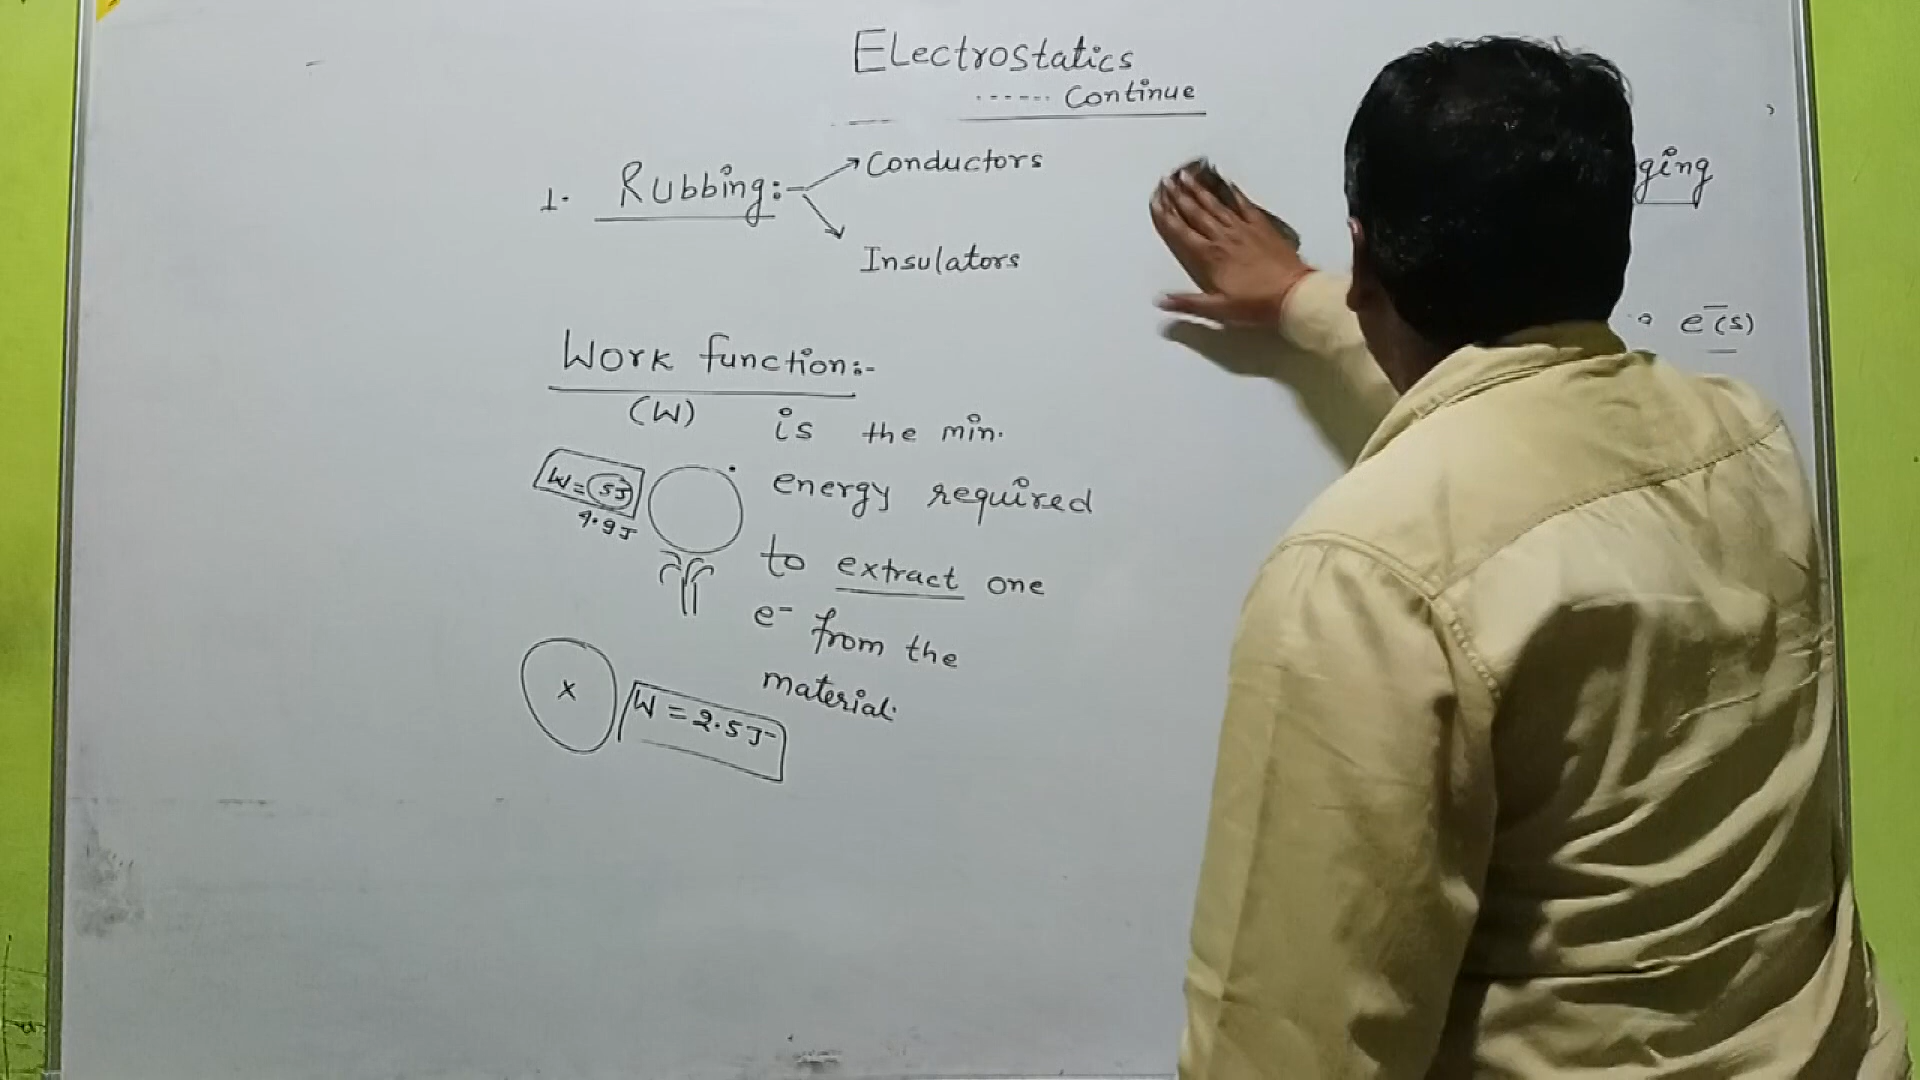 Electrostatics
...... Continue
1. Rubbing:- Conductors
Insulators
ging
e-(s)
Work function:-
(W) is the min.
energy required
to extract one
e- from the
material.
W=5J
4.9J
x
W = 2.5J